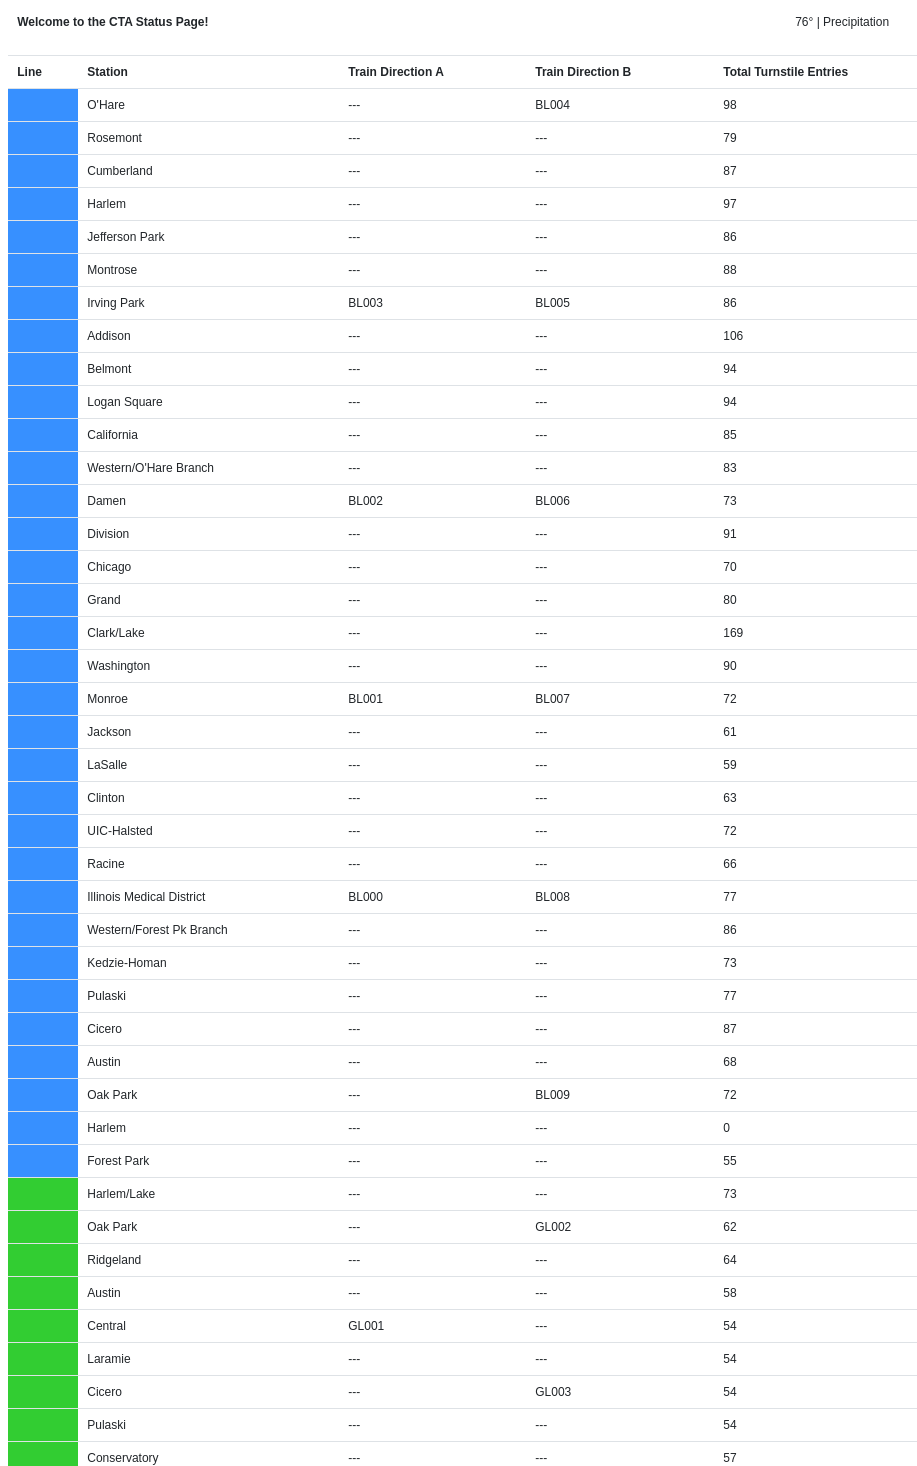 Welcome to the CTA Status Page! 76° | Precipitation
Line Station Train Direction A Train Direction B Total Turnstile Entries
O'Hare --- BL004 98
Rosemont --- --- 79
Cumberland --- --- 87
Harlem --- --- 97
Jefferson Park --- --- 86
Montrose --- --- 88
Irving Park BL003 BL005 86
Addison --- --- 106
Belmont --- --- 94
Logan Square --- --- 94
California --- --- 85
Western/O'Hare Branch --- --- 83
Damen BL002 BL006 73
Division --- --- 91
Chicago --- --- 70
Grand --- --- 80
Clark/Lake --- --- 169
Washington --- --- 90
Monroe BL001 BL007 72
Jackson --- --- 61
LaSalle --- --- 59
Clinton --- --- 63
UIC-Halsted --- --- 72
Racine --- --- 66
Illinois Medical District BL000 BL008 77
Western/Forest Pk Branch --- --- 86
Kedzie-Homan --- --- 73
Pulaski --- --- 77
Cicero --- --- 87
Austin --- --- 68
Oak Park --- BL009 72
Harlem --- --- 0
Forest Park --- --- 55
Harlem/Lake --- --- 73
Oak Park --- GL002 62
Ridgeland --- --- 64
Austin --- --- 58
Central GL001 --- 54
Laramie --- --- 54
Cicero --- GL003 54
Pulaski --- --- 54
Conservatory --- --- 57